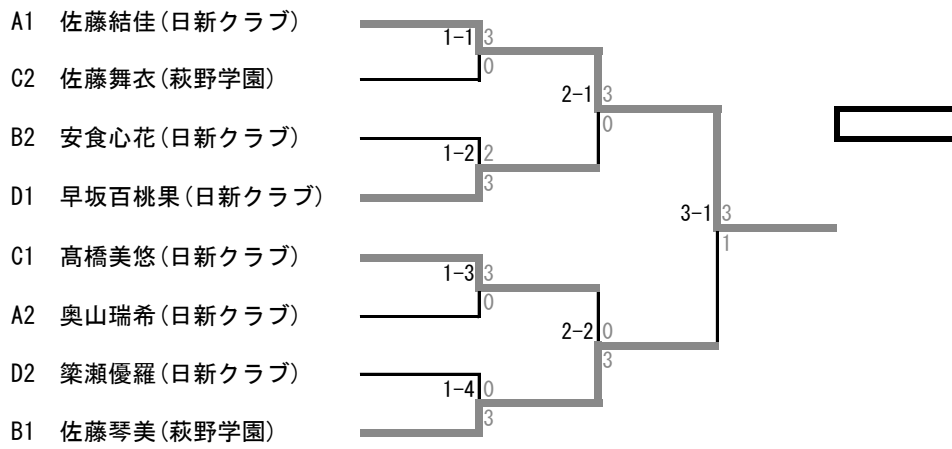 A1 佐藤結佳(日新クラブ)
1-1 3
0
C2 佐藤舞衣(萩野学園)
2-1 3
0
B2 安食心花(日新クラブ)
1-2 2
3
D1 早坂百桃果(日新クラブ)
3-1 3
1
C1 髙橋美悠(日新クラブ)
1-3 3
0
A2 奥山瑞希(日新クラブ)
2-2 0
3
D2 簗瀬優羅(日新クラブ)
1-4 0
3
B1 佐藤琴美(萩野学園)